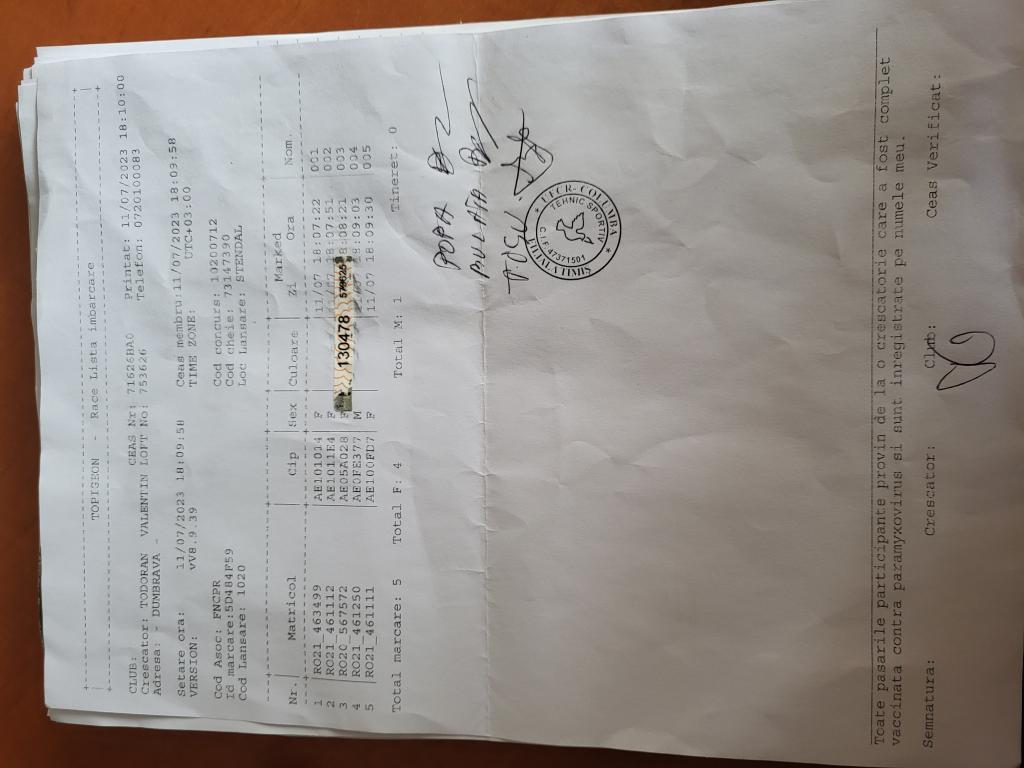 TOPIGEON - Race Lista imbarcare
CLUB: CEAS Nr: 71626BA0 Printat: 11/07/2023 18:10:00
Crescator: TODORAN VALENTIN LOFT No: 753626 Telefon: 0720100083
Adresa: - DUMBRAVA -
Setare ora: 11/07/2023 18:09:58 Ceas membru:11/07/2023 18:09:58
VERSION: vV8.9.39 TIME ZONE: UTC+03:00
Cod Asoc: FNCPR Cod concurs: 10200712
Id marcare:5D484F59 Cod cheie: 73147390
Cod Lansare: 1020 Loc Lansare: STENDAL
Marked
Nr.| Matricol | Cip |Sex |Culoare | Zi Ora Nom.
1 |RO21 463499 |AE10104 F |11/07 18:07:22 001
2 |RO21 461112 |AE1011E4 F |11/07 18:07:51 002
3 |RO20 567572 |AE05A028 F 18:08:21 003
4 |RO21 461250 |AE0FE377 M 18:09:03 004
5 |RO21 461111 |AE100FD7 F |11/07 18:09:30 005
130478
Total marcare: 5 Total F: 4 Total M: 1 Tineret: 0
POPA
UFCR-COLUMBA
TEHNIC SPORTIV
C.I.F. 47371501
FILIALA TIMIS
Toate pasarile participante provin de la o crescatorie care a fost complet
vaccinata contra paramyxovirus si sunt inregistrate pe numele meu.
Semnatura: Crescator: Club: Ceas Verificat: